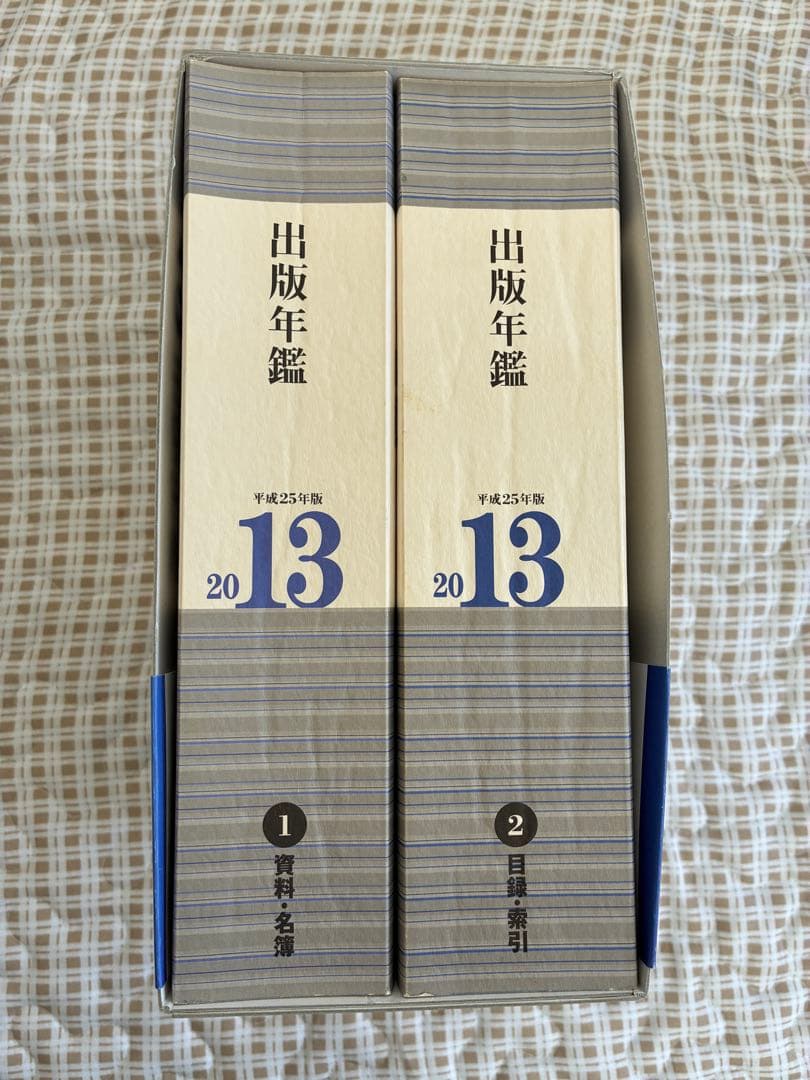 出版年鑑
平成25年版
2013
1
資料・名簿
出版年鑑
平成25年版
2013
2
目録・索引